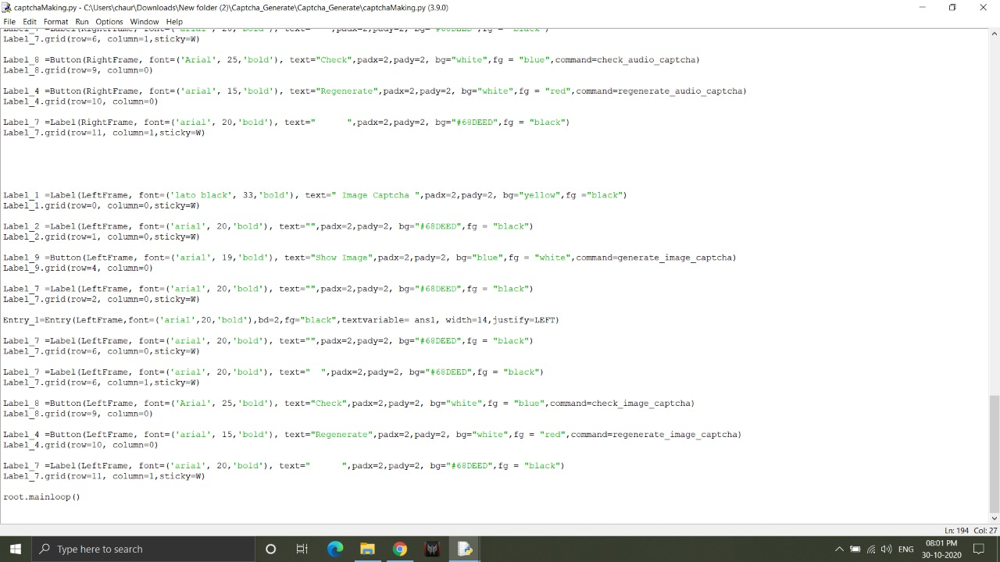 captchaMaking.py - C:\Users\chaur\Downloads\New folder (2)\Captcha_Generate\Captcha_Generate\captchaMaking.py (3.9.0)
File Edit Format Run Options Window Help
Label_7 =Label(RightFrame, font=('arial', 20,'bold'), text="    ",padx=2,pady=2, bg="#68DEED",fg = "black")
Label_7.grid(row=6, column=1,sticky=W)
Label_8 =Button(RightFrame, font=('Arial', 25,'bold'), text="Check",padx=2,pady=2, bg="white",fg = "blue",command=check_audio_captcha)
Label_8.grid(row=9, column=0)
Label_4 =Button(RightFrame, font=('arial', 15,'bold'), text="Regenerate",padx=2,pady=2, bg="white",fg = "red",command=regenerate_audio_captcha)
Label_4.grid(row=10, column=0)
Label_7 =Label(RightFrame, font=('arial', 20,'bold'), text="      ",padx=2,pady=2, bg="#68DEED",fg = "black")
Label_7.grid(row=11, column=1,sticky=W)
Label_1 =Label(LeftFrame, font=('lato black', 33,'bold'), text=" Image Captcha ",padx=2,pady=2, bg="yellow",fg ="black")
Label_1.grid(row=0, column=0,sticky=W)
Label_2 =Label(LeftFrame, font=('arial', 20,'bold'), text="",padx=2,pady=2, bg="#68DEED",fg = "black")
Label_2.grid(row=1, column=0,sticky=W)
Label_9 =Button(LeftFrame, font=('arial', 19,'bold'), text="Show Image",padx=2,pady=2, bg="blue",fg = "white",command=generate_image_captcha)
Label_9.grid(row=4, column=0)
Label_7 =Label(LeftFrame, font=('arial', 20,'bold'), text="",padx=2,pady=2, bg="#68DEED",fg = "black")
Label_7.grid(row=2, column=0,sticky=W)
Entry_1=Entry(LeftFrame,font=('arial',20,'bold'),bd=2,fg="black",textvariable= ans1, width=14,justify=LEFT)
Label_7 =Label(LeftFrame, font=('arial', 20,'bold'), text="",padx=2,pady=2, bg="#68DEED",fg = "black")
Label_7.grid(row=6, column=0,sticky=W)
Label_7 =Label(LeftFrame, font=('arial', 20,'bold'), text="  ",padx=2,pady=2, bg="#68DEED",fg = "black")
Label_7.grid(row=6, column=1,sticky=W)
Label_8 =Button(LeftFrame, font=('Arial', 25,'bold'), text="Check",padx=2,pady=2, bg="white",fg = "blue",command=check_image_captcha)
Label_8.grid(row=9, column=0)
Label_4 =Button(LeftFrame, font=('arial', 15,'bold'), text="Regenerate",padx=2,pady=2, bg="white",fg = "red",command=regenerate_image_captcha)
Label_4.grid(row=10, column=0)
Label_7 =Label(LeftFrame, font=('arial', 20,'bold'), text="      ",padx=2,pady=2, bg="#68DEED",fg = "black")
Label_7.grid(row=11, column=1,sticky=W)
root.mainloop()
Ln: 194 Col: 27
Type here to search
ENG
08:01 PM
30-10-2020